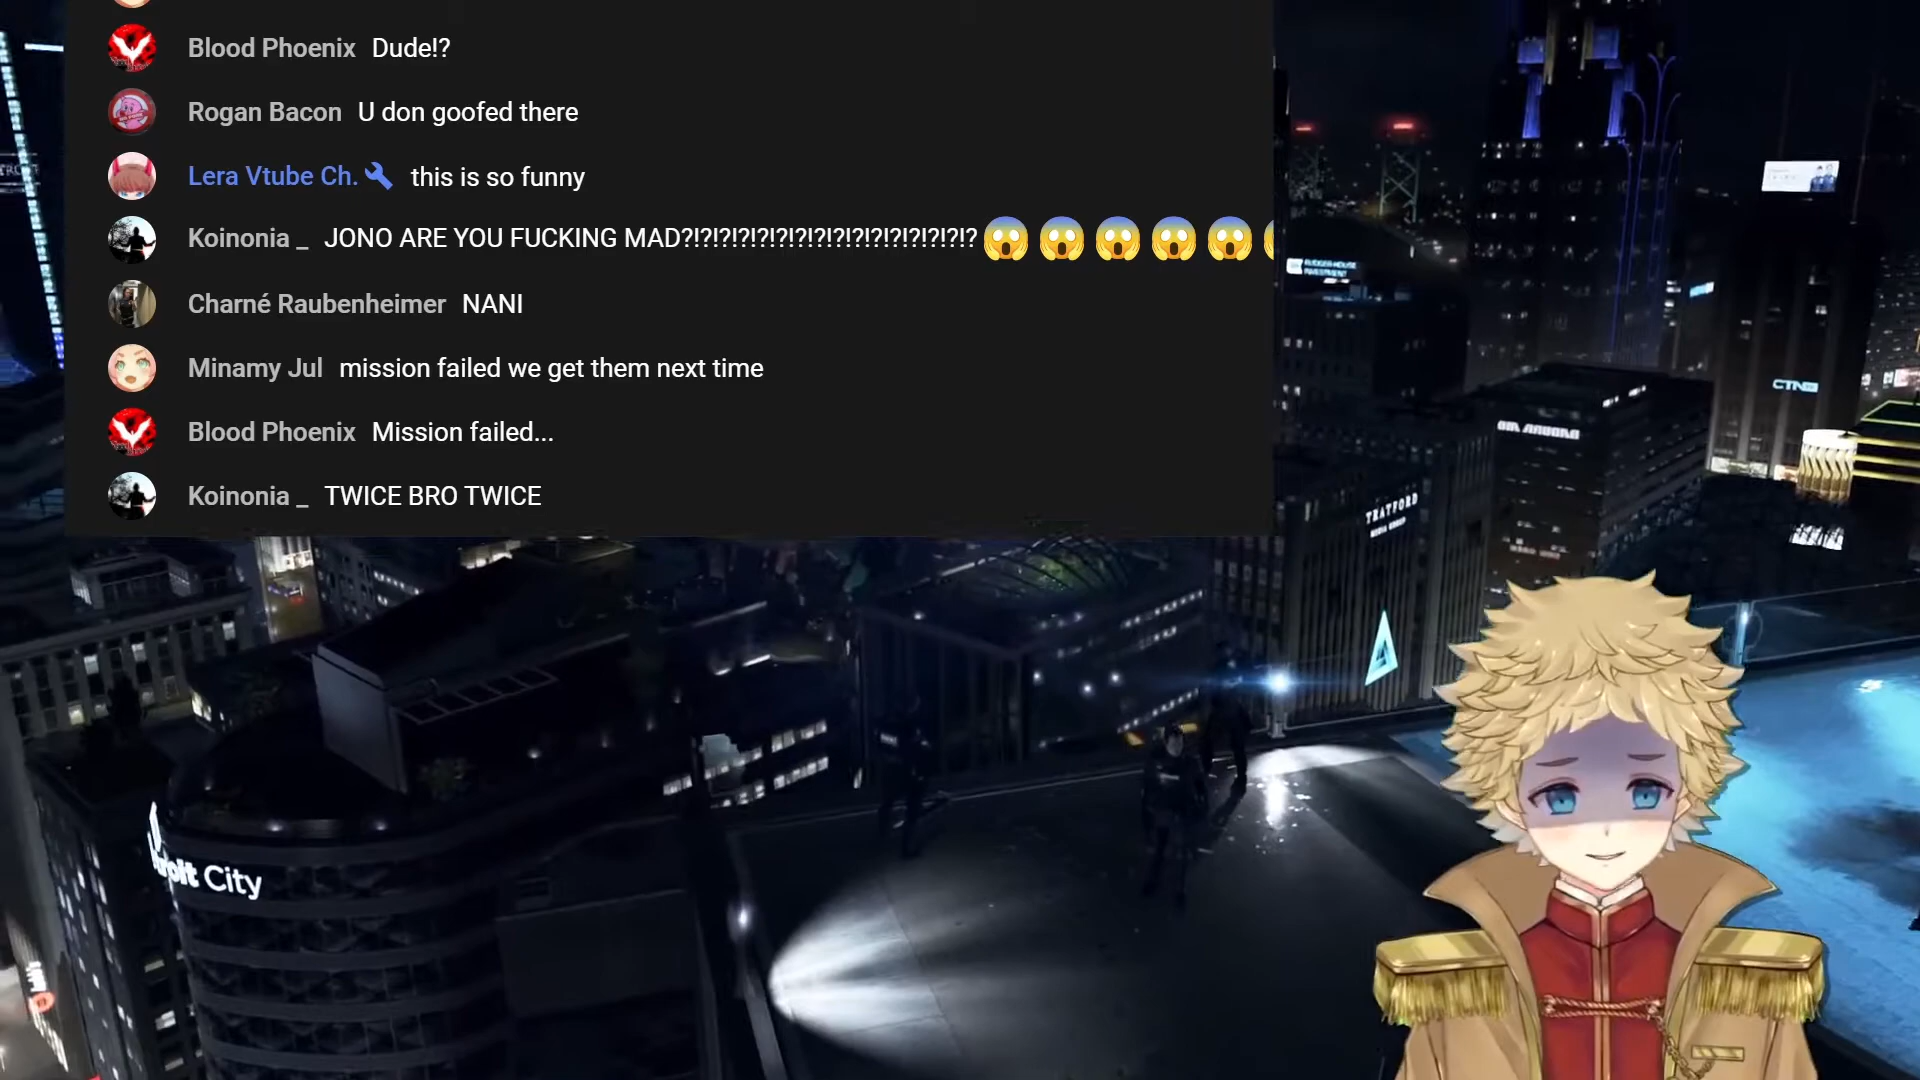 Blood Phoenix Dude!?
Rogan Bacon U don goofed there
Lera Vtube Ch. this is so funny
Koinonia _ JONO ARE YOU FUCKING MAD?!?!?!?!?!?!?!?!?!?!?!?!?!?!?!? 😱😱😱😱😱
Charné Raubenheimer NANI
Minamy Jul mission failed we get them next time
Blood Phoenix Mission failed...
Koinonia _ TWICE BRO TWICE
CTN
TRATFORD
City